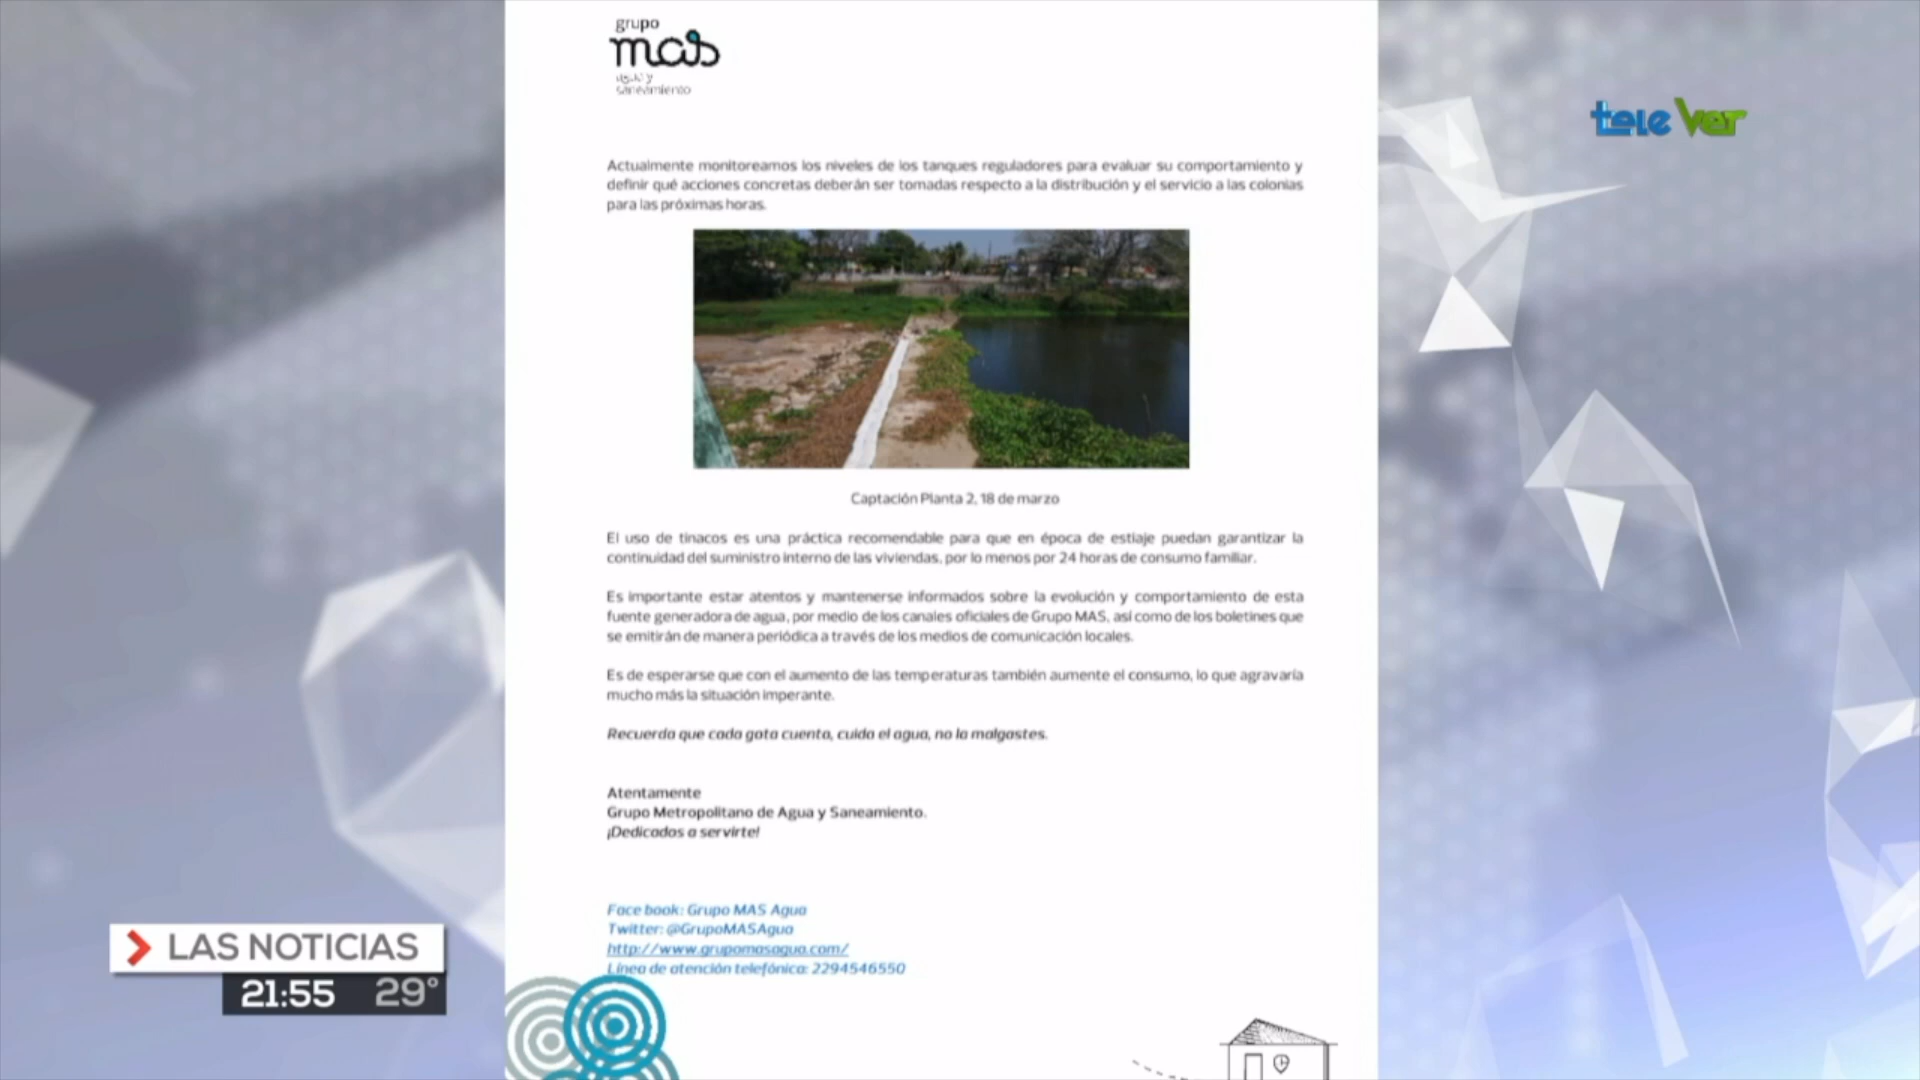 grupo
mas
saneamiento
tele Ver
Actualmente monitoreamos los niveles de los tanques reguladores para evaluar su comportamiento y
definir qué acciones concretas deberán ser tomadas respecto a la distribución y el servicio a las colonias
para las próximas horas.
Captación Planta 2, 18 de marzo
El uso de tinacos es una práctica recomendable para que en época de estiaje puedan garantizar la
continuidad del suministro interno de las viviendas, por lo menos por 24 horas de consumo familiar.
Es importante estar atentos y mantenerse informados sobre la evolución y comportamiento de esta
fuente generadora de agua, por medio de los canales oficiales de Grupo MAS, así como de los boletines que
se emitirán de manera periódica a través de los medios de comunicación locales.
Es de esperarse que con el aumento de las temperaturas también aumente el consumo, lo que agravaría
mucho más la situación imperante.
Recuerda que cada gota cuenta, cuida el agua, no la malgastes.
Atentamente
Grupo Metropolitano de Agua y Saneamiento.
¡Dedicados a servirte!
Face book: Grupo MAS Agua
Twitter: @GrupoMASAgua
http://www.grupomasagua.com/
Línea de atención telefónica: 2294546550
LAS NOTICIAS
21:55 29°